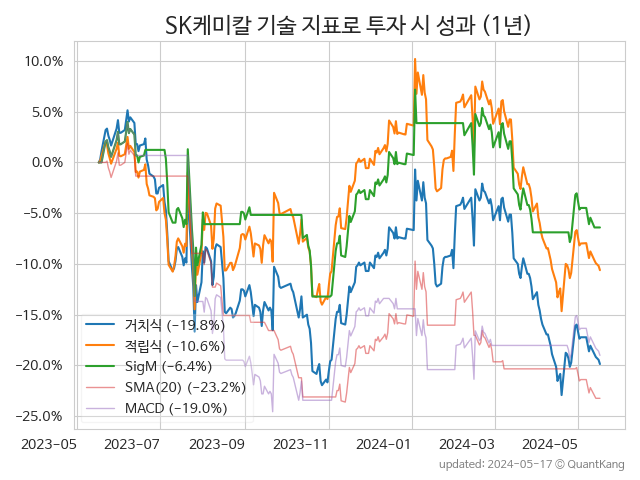 SK케미칼 기술 지표로 투자 시 성과 (1년)
10.0%
5.0%
0.0%
−5.0%
−10.0%
−15.0%
−20.0%
−25.0%
거치식 (−19.8%)
적립식 (−10.6%)
SigM (−6.4%)
SMA(20) (−23.2%)
MACD (−19.0%)
2023−05 2023−07 2023−09 2023−11 2024−01 2024−03 2024−05
updated: 2024−05−17 © QuantKang